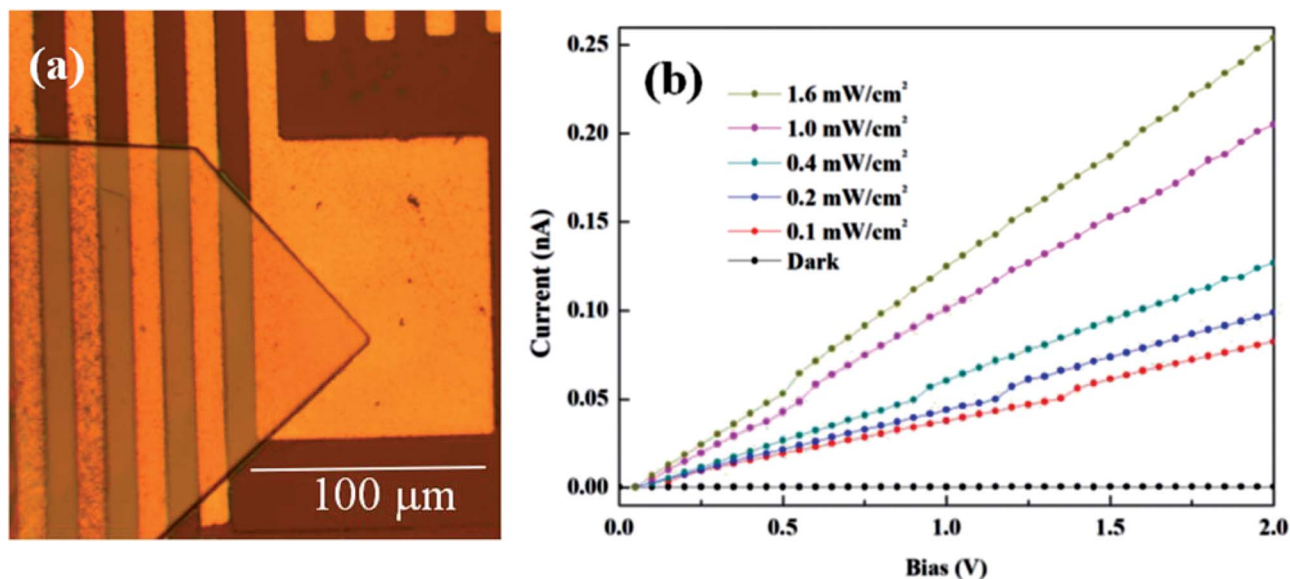 (a)
100 μm
(b)
1.6 mW/cm²
1.0 mW/cm²
0.4 mW/cm²
0.2 mW/cm²
0.1 mW/cm²
Dark
Current (nA)
0.25
0.20
0.15
0.10
0.05
0.00
0.0 0.5 1.0 1.5 2.0
Bias (V)